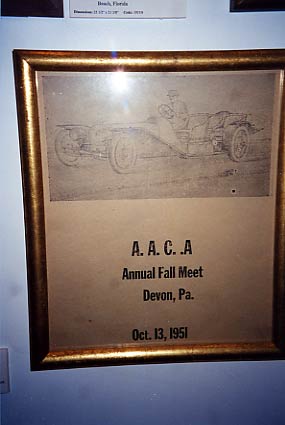 Beach, Florida
A. A. C. .A
Annual Fall Meet
Devon, Pa.
Oct. 13, 1951